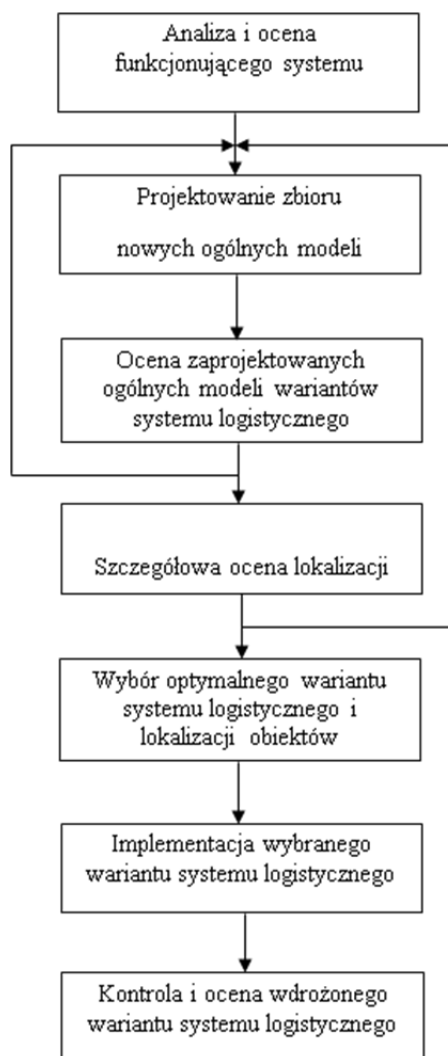 Analiza i ocena
funkcjonującego systemu
Projektowanie zbioru
nowych ogólnych modeli
Ocena zaprojektowanych
ogólnych modeli wariantów
systemu logistycznego
Szczegółowa ocena lokalizacji
Wybór optymalnego wariantu
systemu logistycznego i
lokalizacji obiektów
Implementacja wybranego
wariantu systemu logistycznego
Kontrola i ocena wdrożonego
wariantu systemu logistycznego